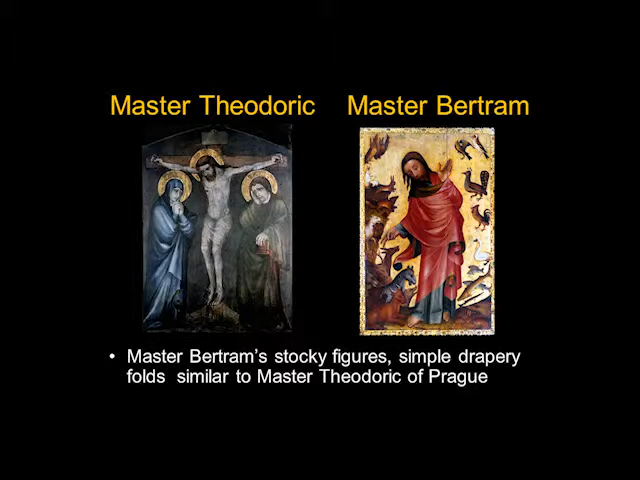 Master Theodoric Master Bertram
• Master Bertram’s stocky figures, simple drapery
folds similar to Master Theodoric of Prague